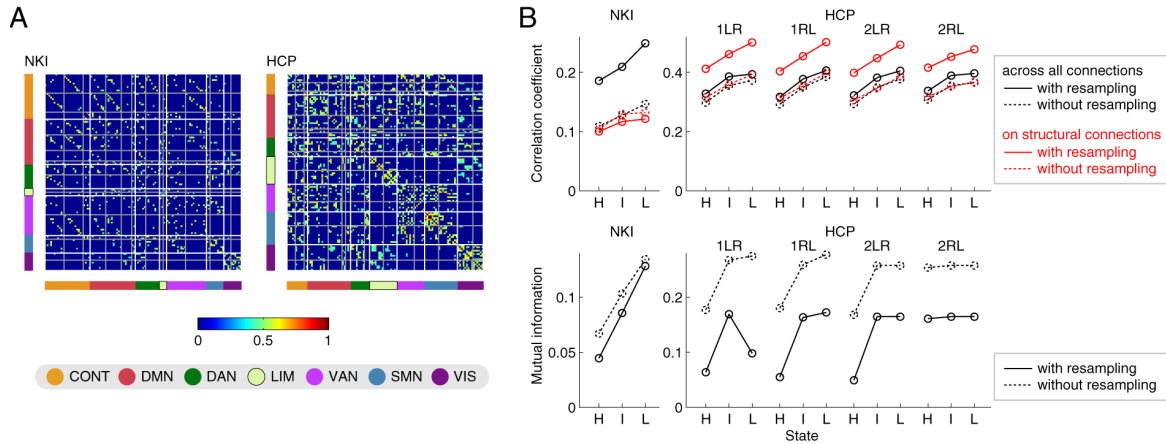 A
NKI
HCP
0 0.5 1
CONT DMN DAN LIM VAN SMN VIS
B
NKI HCP
1LR 1RL 2LR 2RL
Correlation coefficient
0.2
0.1
0
0.4
0.2
0
H I L H I L H I L H I L H I L
across all connections
with resampling
without resampling
on structural connections
with resampling
without resampling
NKI HCP
1LR 1RL 2LR 2RL
Mutual information
0.1
0.05
0
0.2
0.1
0
H I L H I L H I L H I L H I L
State
with resampling
without resampling